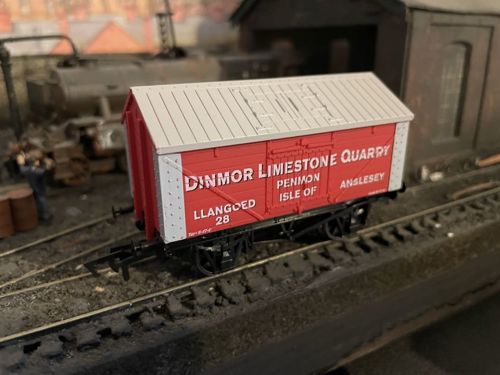 DINMOR LIMESTONE QUARRY
PENMON
LLANGOED ISLE OF ANGLESEY
28